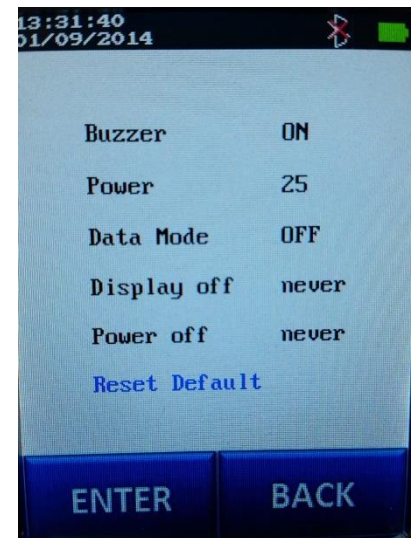 13:31:40
01/09/2014
Buzzer ON
Power 25
Data Mode OFF
Display off never
Power off never
Reset Default
ENTER BACK